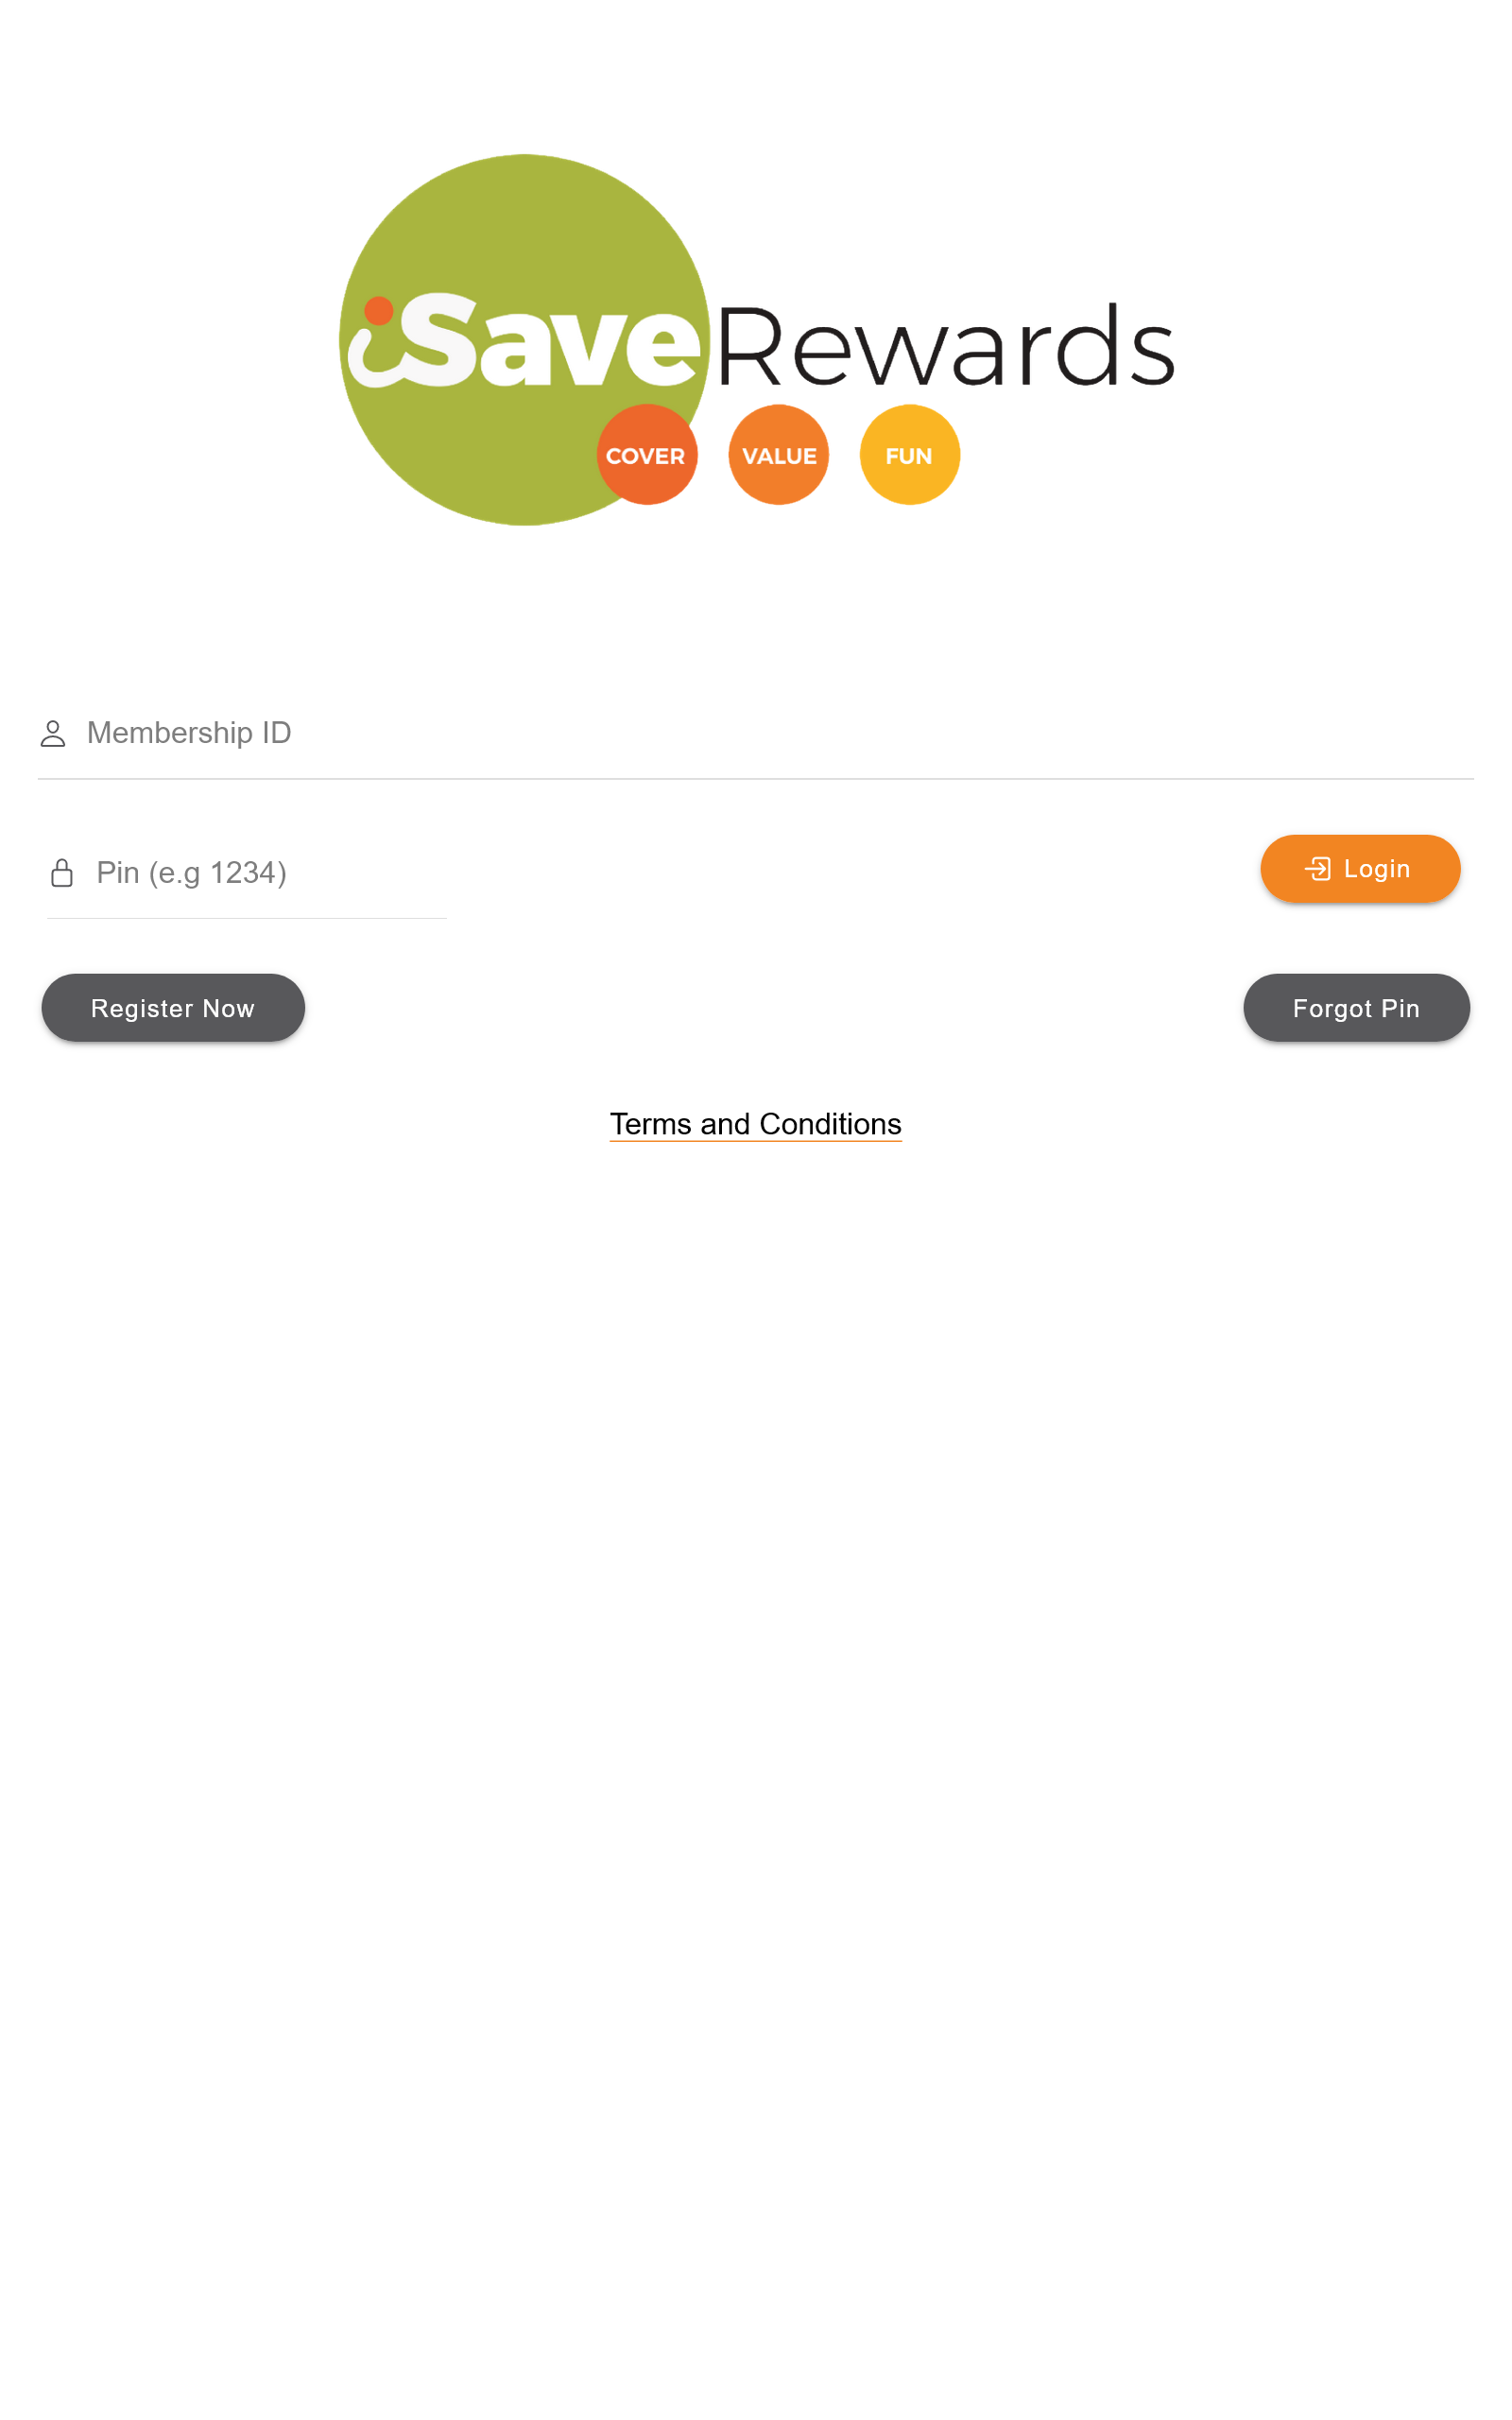 iSaveRewards
COVER VALUE FUN
Membership ID
Pin (e.g 1234)
Login
Register Now
Forgot Pin
Terms and Conditions